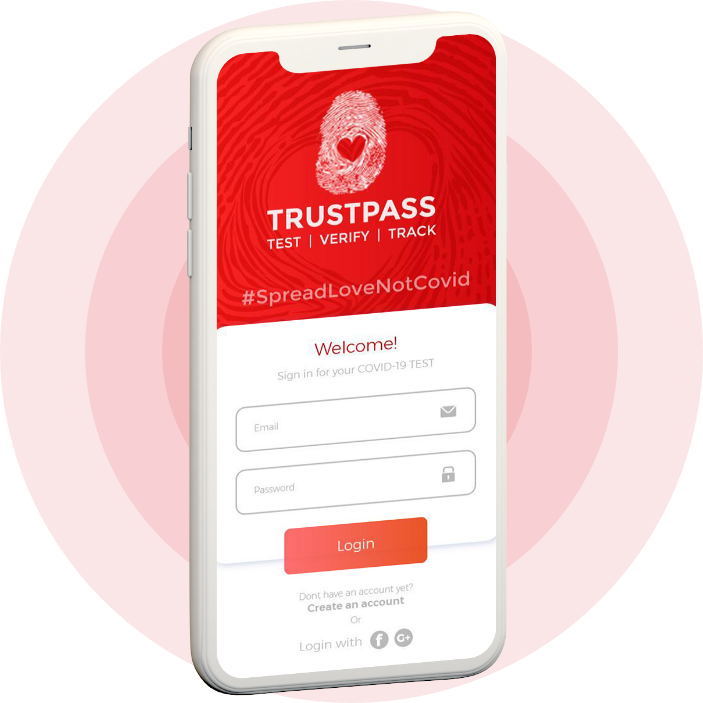 TRUSTPASS
TEST | VERIFY | TRACK
#SpreadLoveNotCovid
Welcome!
Sign in for your COVID-19 TEST
Email
Password
Login
Dont have an account yet?
Create an account
Or
Login with f G+